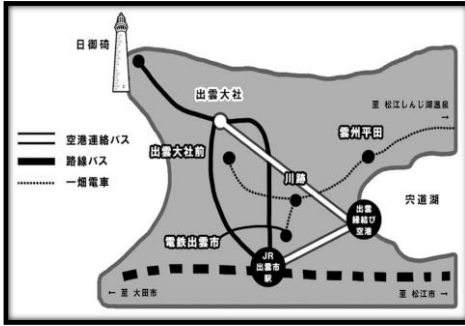 日御碕
出雲大社
至 松江しんじ湖温泉
→
雲州平田
空港連絡バス
路線バス
一畑電車
出雲大社前
川跡
宍道湖
出雲
縁結び
空港
電鉄出雲市
JR
出雲市
駅
← 至 大田市
至 松江市 →